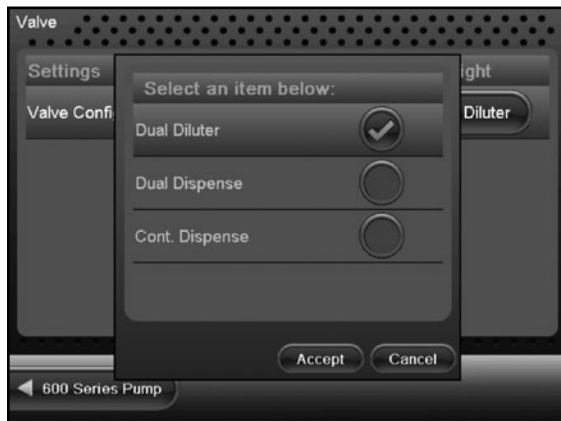 Valve
Settings
ight
Valve Confi
Diluter
Select an item below:
Dual Diluter
Dual Dispense
Cont. Dispense
Accept
Cancel
600 Series Pump